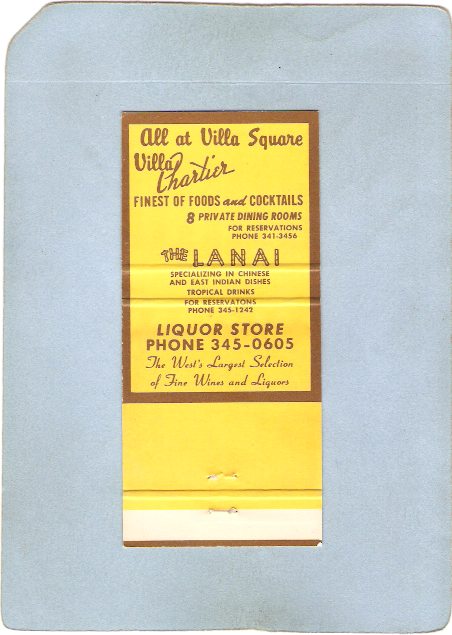 All at Villa Square
Villa Chartier
FINEST OF FOODS and COCKTAILS
8 PRIVATE DINING ROOMS
FOR RESERVATIONS
PHONE 341-3456
THE LANAI
SPECIALIZING IN CHINESE
AND EAST INDIAN DISHES
TROPICAL DRINKS
FOR RESERVATONS
PHONE 345-1242
LIQUOR STORE
PHONE 345-0605
The West's Largest Selection
of Fine Wines and Liquors